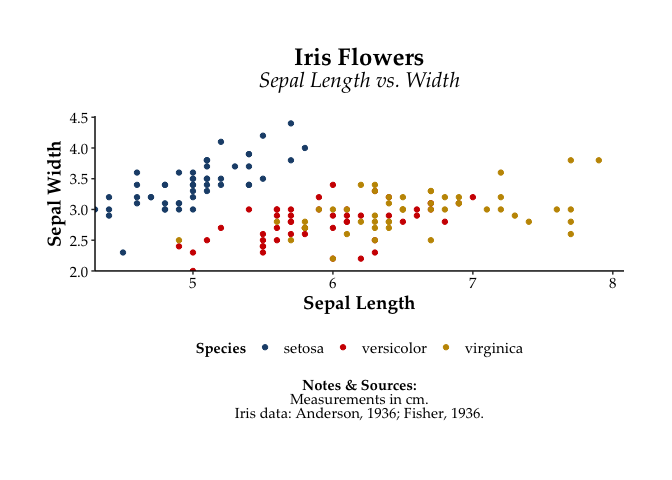 Iris Flowers
Sepal Length vs. Width
4.5
4.0
3.5
3.0
2.5
2.0
Sepal Width
5 6 7 8
Sepal Length
Species setosa versicolor virginica
Notes & Sources:
Measurements in cm.
Iris data: Anderson, 1936; Fisher, 1936.